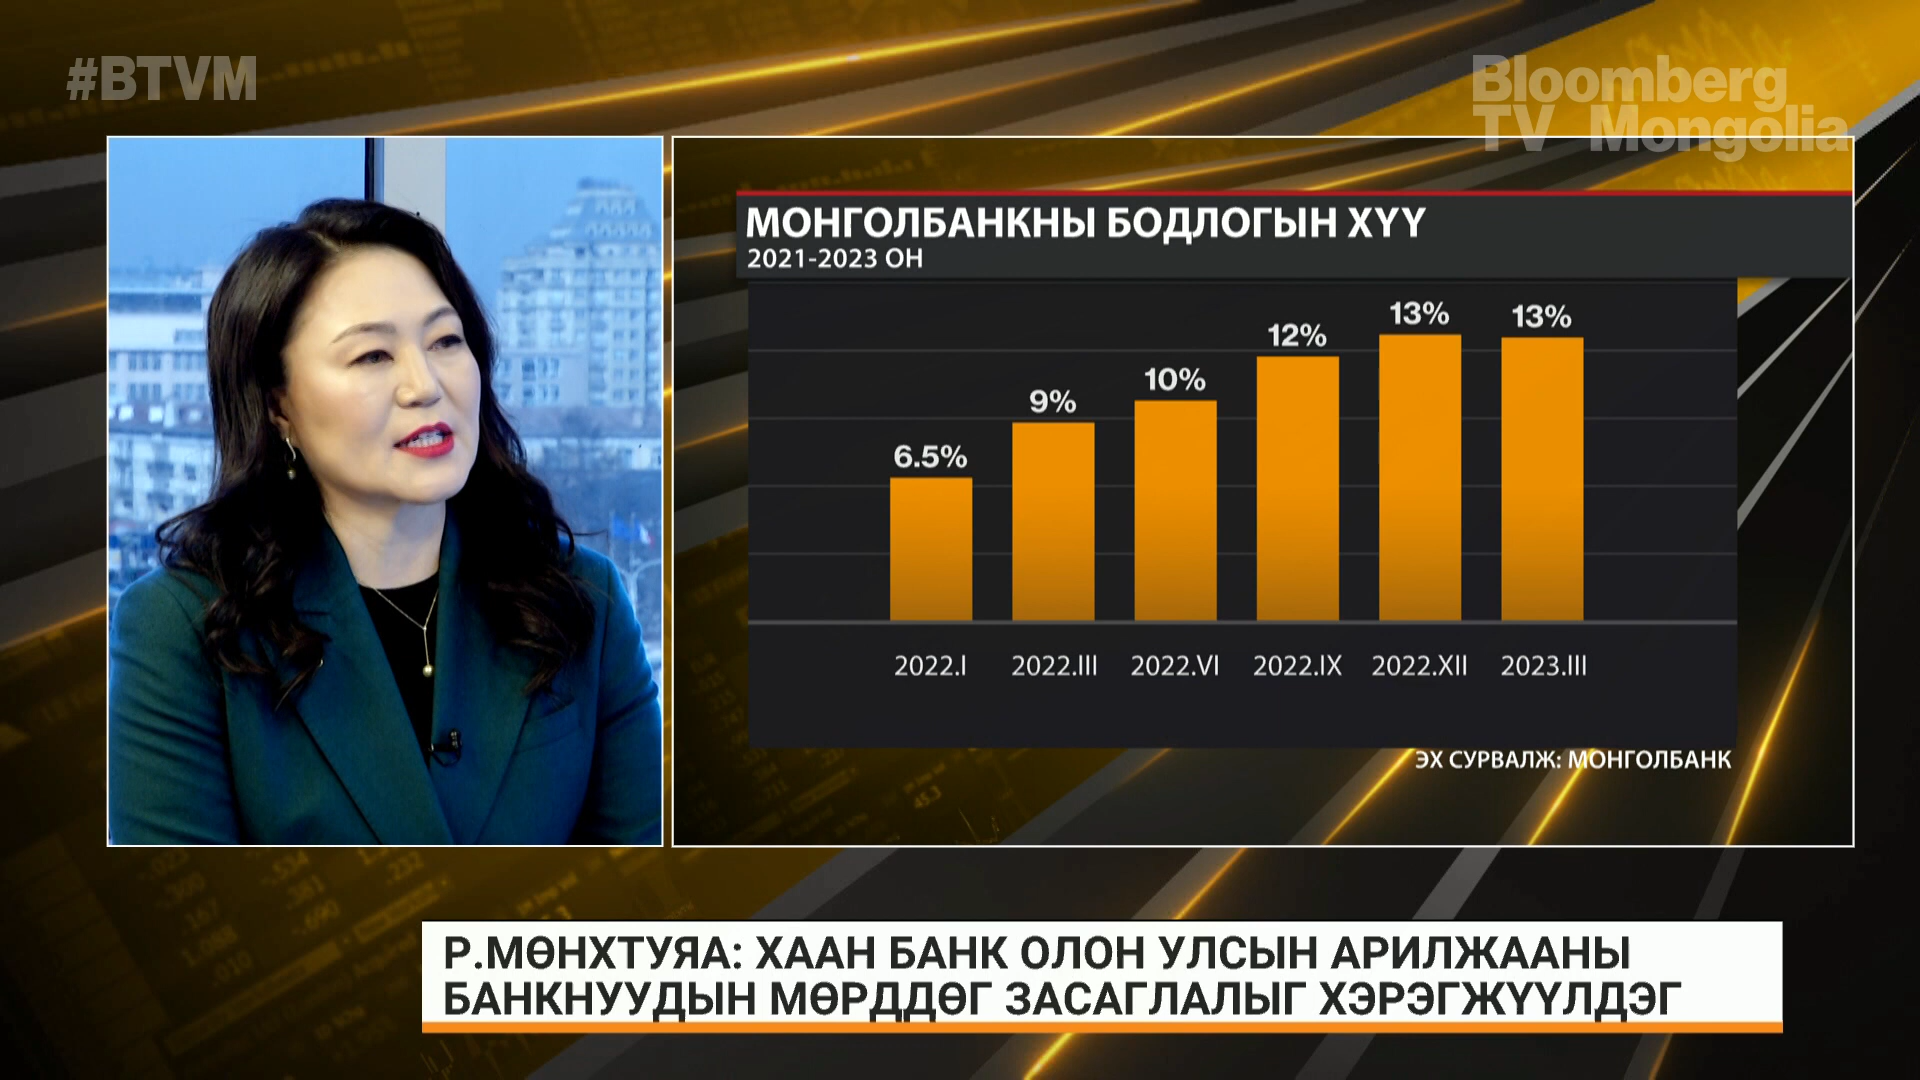 #BTVM
Bloomberg
TV Mongolia
МОНГОЛБАНКНЫ БОДЛОГЫН ХҮҮ
2021-2023 ОН
6.5%
9%
10%
12%
13%
13%
2022.I
2022.III
2022.VI
2022.IX
2022.XII
2023.III
ЭХ СУРВАЛЖ: МОНГОЛБАНК
Р.МӨНХТУЯА: ХААН БАНК ОЛОН УЛСЫН АРИЛЖААНЫ
БАНКНУУДЫН МӨРДДӨГ ЗАСАГЛАЛЫГ ХЭРЭГЖҮҮЛДЭГ